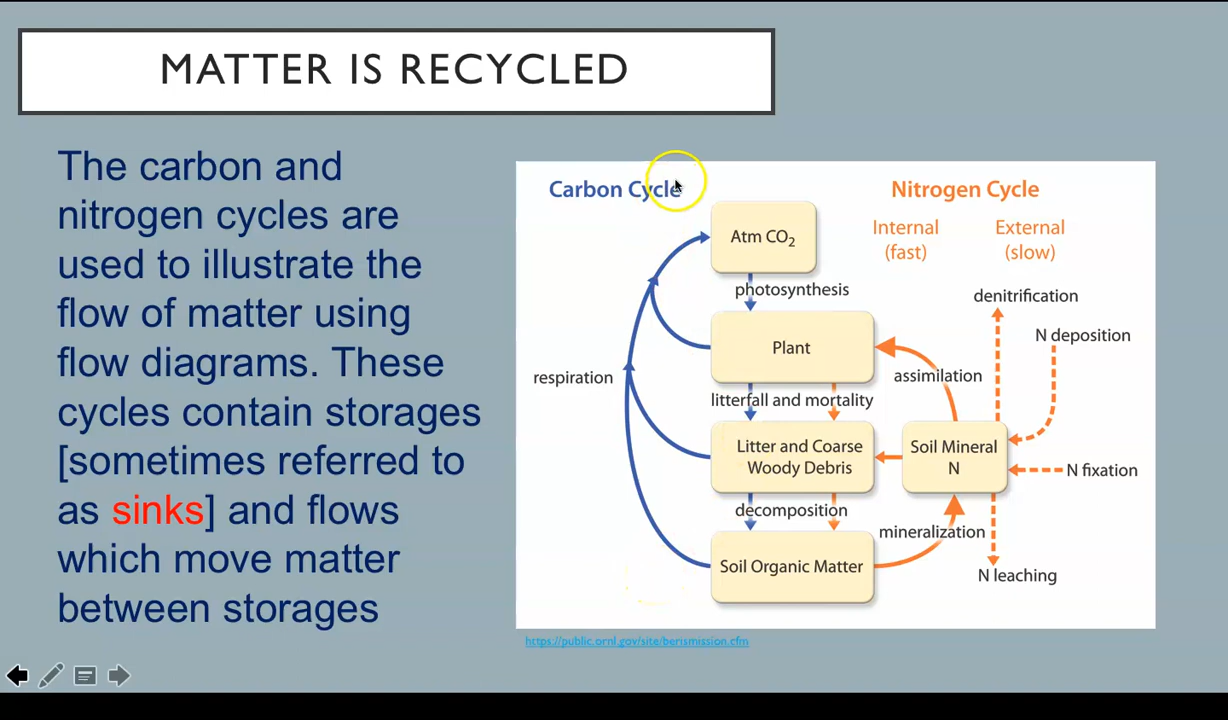 MATTER IS RECYCLED
The carbon and
nitrogen cycles are
used to illustrate the
flow of matter using
flow diagrams. These
cycles contain storages
[sometimes referred to
as sinks] and flows
which move matter
between storages
Carbon Cycle
Nitrogen Cycle
Internal
(fast)
External
(slow)
Atm CO₂
photosynthesis
denitrification
N deposition
Plant
respiration
assimilation
litterfall and mortality
Litter and Coarse
Woody Debris
Soil Mineral
N
N fixation
decomposition
mineralization
Soil Organic Matter
N leaching
https://public.ornl.gov/site/berismission.cfm